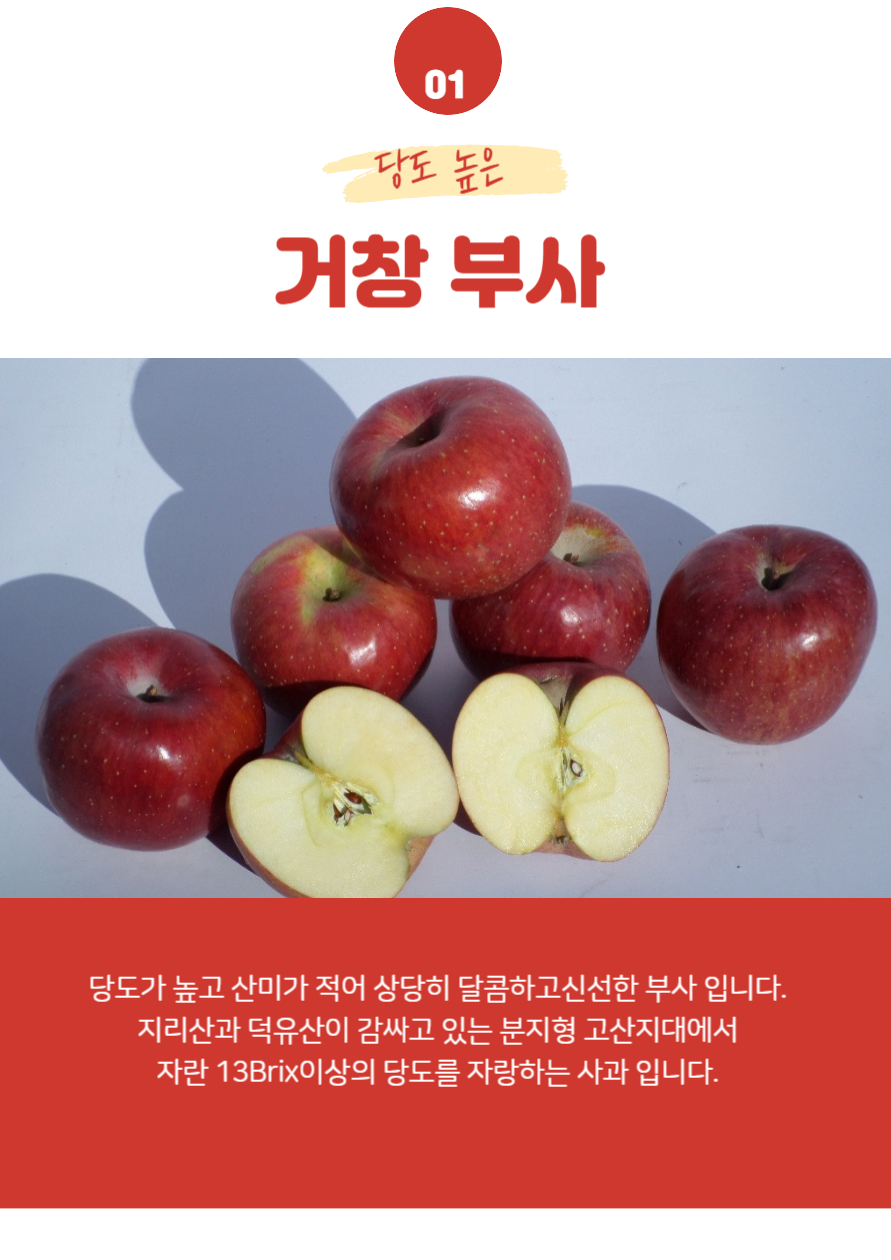 01
당도 높은
거창 부사
당도가 높고 산미가 적어 상당히 달콤하고신선한 부사 입니다.
지리산과 덕유산이 감싸고 있는 분지형 고산지대에서
자란 13Brix이상의 당도를 자랑하는 사과 입니다.